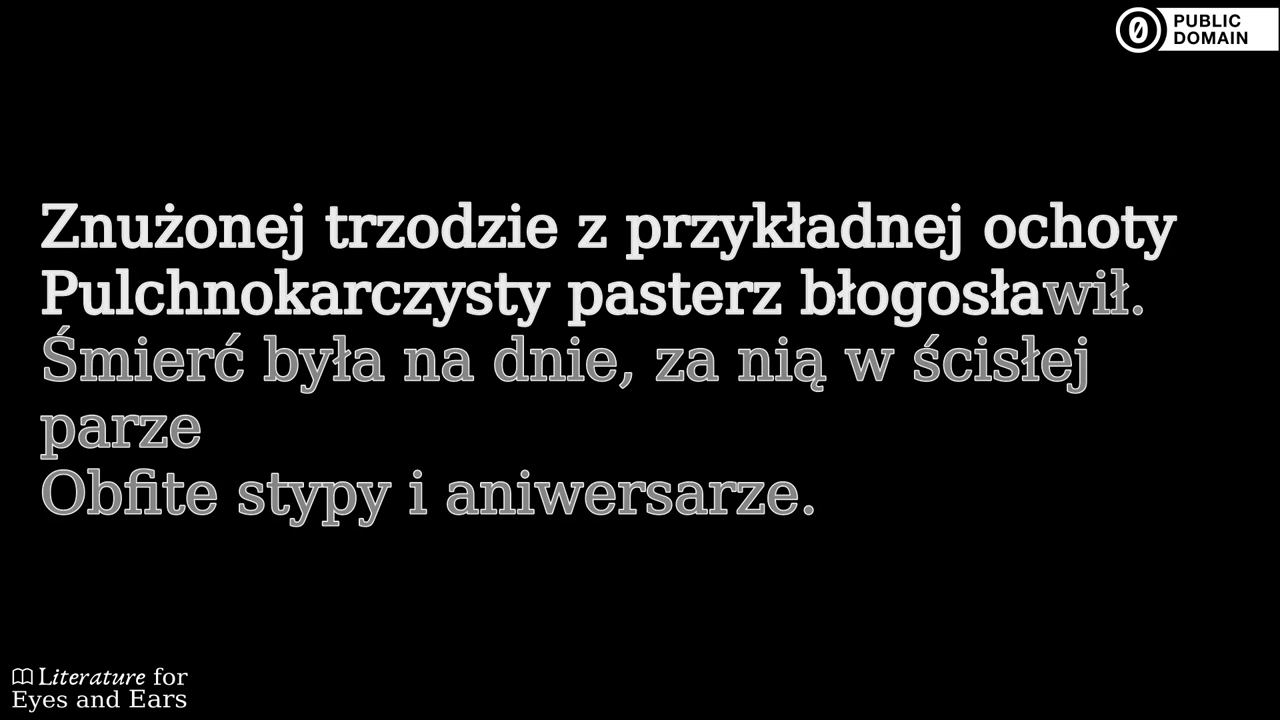 PUBLIC
DOMAIN
Znużonej trzodzie z przykładnej ochoty
Pulchnokarczysty pasterz błogosławił.
Śmierć była na dnie, za nią w ścisłej
parze
Obfite stypy i aniwersarze.
Literature for
Eyes and Ears